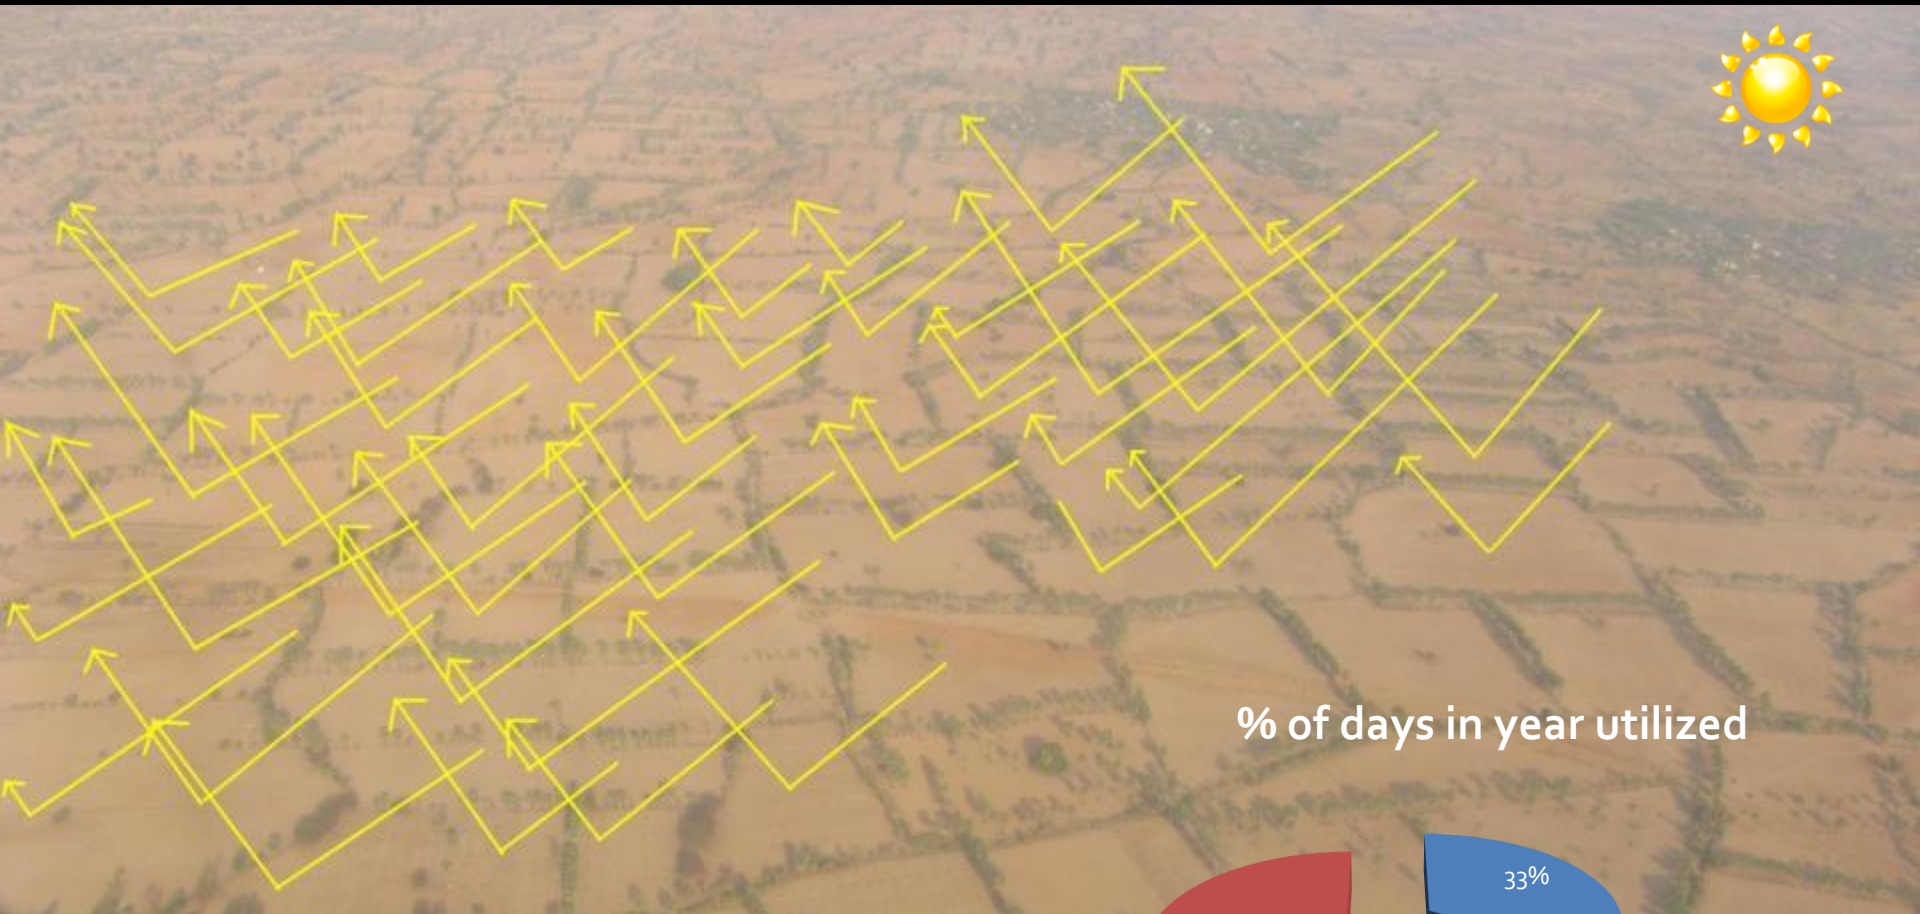 % of days in year utilized
33%